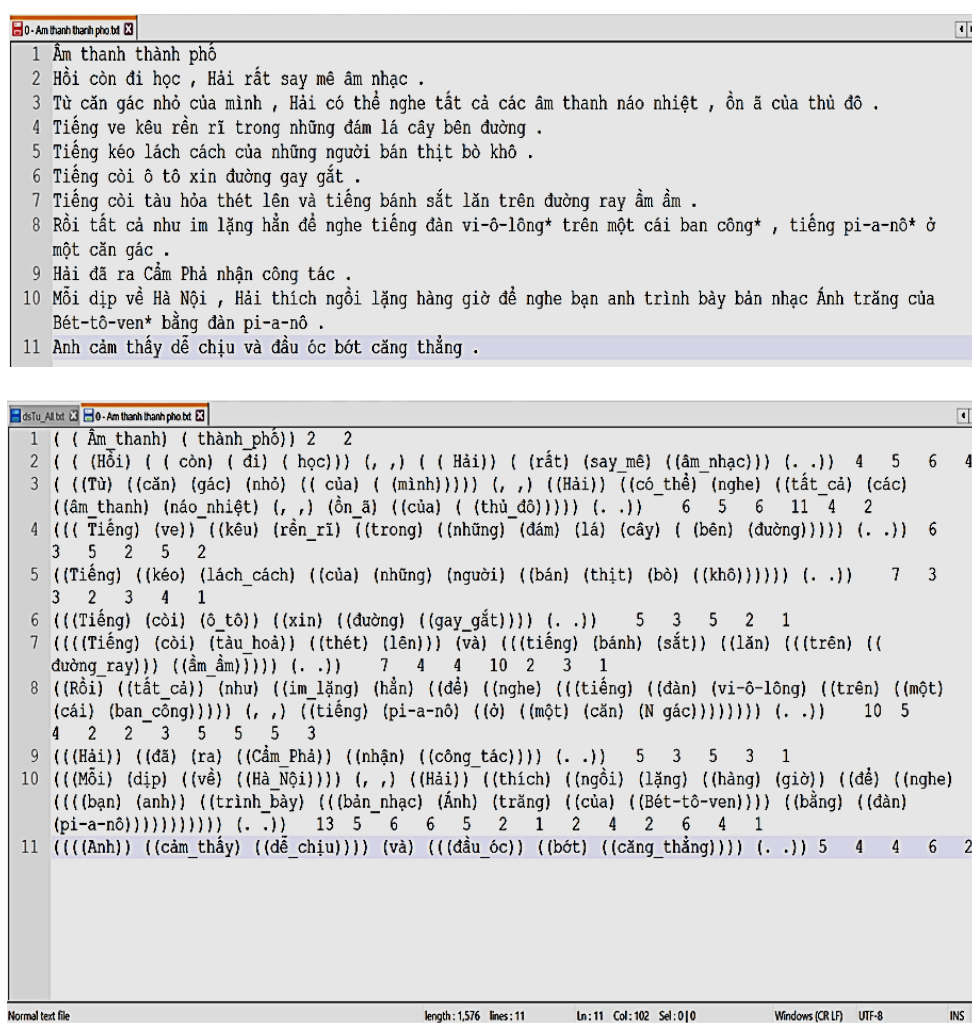 0 - Am thanh thanh pho.txt
1 Âm thanh thành phố
2 Hồi còn đi học , Hải rất say mê âm nhạc .
3 Từ căn gác nhỏ của mình , Hải có thể nghe tất cả các âm thanh náo nhiệt , ồn ã của thủ đô .
4 Tiếng ve kêu rền rĩ trong những đám lá cây bên đường .
5 Tiếng kéo lách cách của những người bán thịt bò khô .
6 Tiếng còi ô tô xin đường gay gắt .
7 Tiếng còi tàu hỏa thét lên và tiếng bánh sắt lăn trên đường ray ầm ầm .
8 Rồi tất cả như im lặng hẳn để nghe tiếng đàn vi-ô-lông* trên một cái ban công* , tiếng pi-a-nô* ở
một căn gác .
9 Hải đã ra Cẩm Phả nhận công tác .
10 Mỗi dịp về Hà Nội , Hải thích ngồi lặng hàng giờ để nghe bạn anh trình bày bản nhạc Ánh trăng của
Bét-tô-ven* bằng đàn pi-a-nô .
11 Anh cảm thấy dễ chịu và đầu óc bớt căng thẳng .
dsTu_All.txt 0 - Am thanh thanh pho.txt
1 ( ( Âm_thanh) ( thành_phố)) 2 2
2 ( ( (Hồi) ( ( còn) ( đi) ( học))) (, ,) ( ( Hải)) ( (rất) (say_mê) ((âm_nhạc))) (. .)) 4 5 6 4
3 ( ((Từ) ((căn) (gác) (nhỏ) (( của) ( (mình))))) (, ,) ((Hải)) ((có_thể) (nghe) ((tất_cả) (các)
((âm_thanh) (náo_nhiệt) (, ,) (ồn_ã) ((của) ( (thủ_đô))))) (. .)) 6 5 6 11 4 2
4 ((( Tiếng) (ve)) ((kêu) (rền_rĩ) ((trong) ((những) (đám) (lá) (cây) ( (bên) (đường))))) (. .)) 6
3 5 2 5 2
5 ((Tiếng) ((kéo) (lách_cách) ((của) (những) (người) ((bán) (thịt) (bò) ((khô)))))) (. .)) 7 3
3 2 3 4 1
6 (((Tiếng) (còi) (ô_tô)) ((xin) ((đường) ((gay_gắt)))) (. .)) 5 3 5 2 1
7 ((((Tiếng) (còi) (tàu_hoả)) ((thét) (lên))) (và) (((tiếng) (bánh) (sắt)) ((lăn) (((trên) ((
đường_ray))) ((ầm_ầm))))) (. .)) 7 4 4 10 2 3 1
8 ((Rồi) ((tất_cả)) (như) ((im_lặng) (hẳn) ((để) ((nghe) (((tiếng) ((đàn) (vi-ô-lông) ((trên) ((một)
(cái) (ban_công))))) (, ,) ((tiếng) (pi-a-nô) ((ở) ((một) (căn) (N gác)))))))) (. .)) 10 5
4 2 2 3 5 5 5 3
9 (((Hải)) ((đã) (ra) ((Cẩm_Phả)) ((nhận) ((công_tác)))) (. .)) 5 3 5 3 1
10 (((Mỗi) (dịp) ((về) ((Hà_Nội)))) (, ,) ((Hải)) ((thích) ((ngồi) (lặng) ((hàng) (giờ)) ((để) ((nghe)
((((bạn) (anh)) ((trình_bày) (((bản_nhạc) (Ánh) (trăng) ((của) ((Bét-tô-ven)))) ((bằng) ((đàn)
(pi-a-nô))))))))))) (. .)) 13 5 6 6 5 2 1 2 4 2 6 4 1
11 ((((Anh)) ((cảm_thấy) ((dễ_chịu)))) (và) (((đầu_óc)) ((bớt) ((căng_thẳng)))) (. .)) 5 4 4 6 2
Normal text file length : 1,576 lines : 11 Ln : 11 Col : 102 Sel : 0 | 0 Windows (CR LF) UTF-8 INS